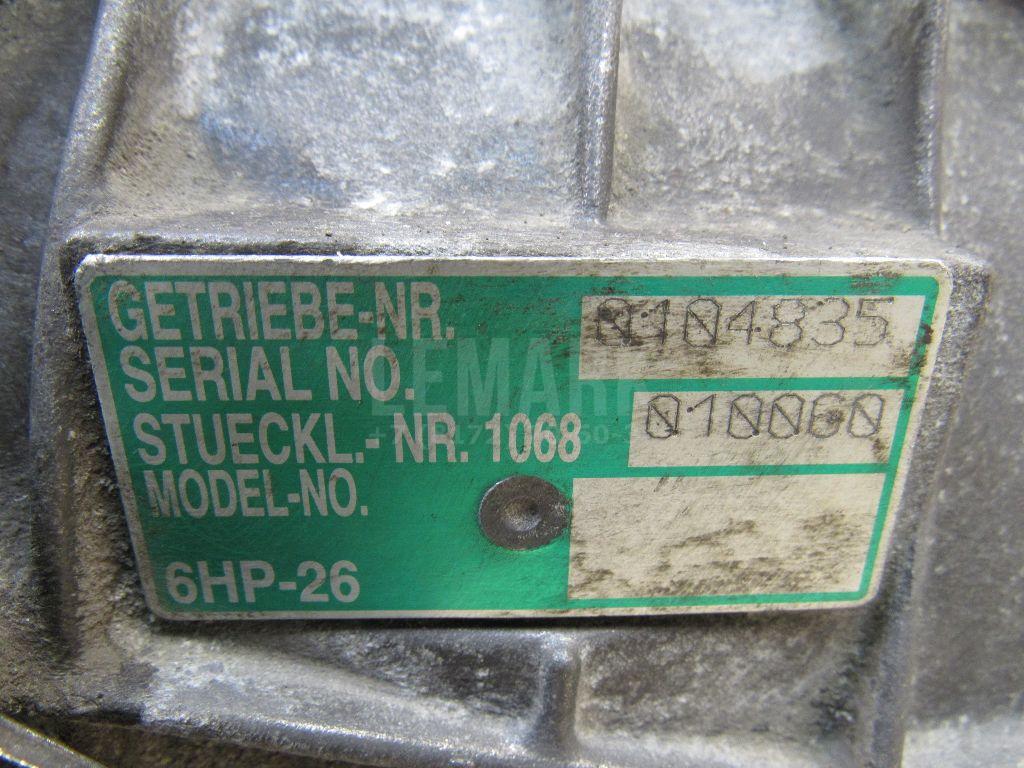 GETRIEBE-NR. 0104835
SERIAL NO.
STUECKL.- NR. 1068 010060
MODEL-NO.
6HP-26